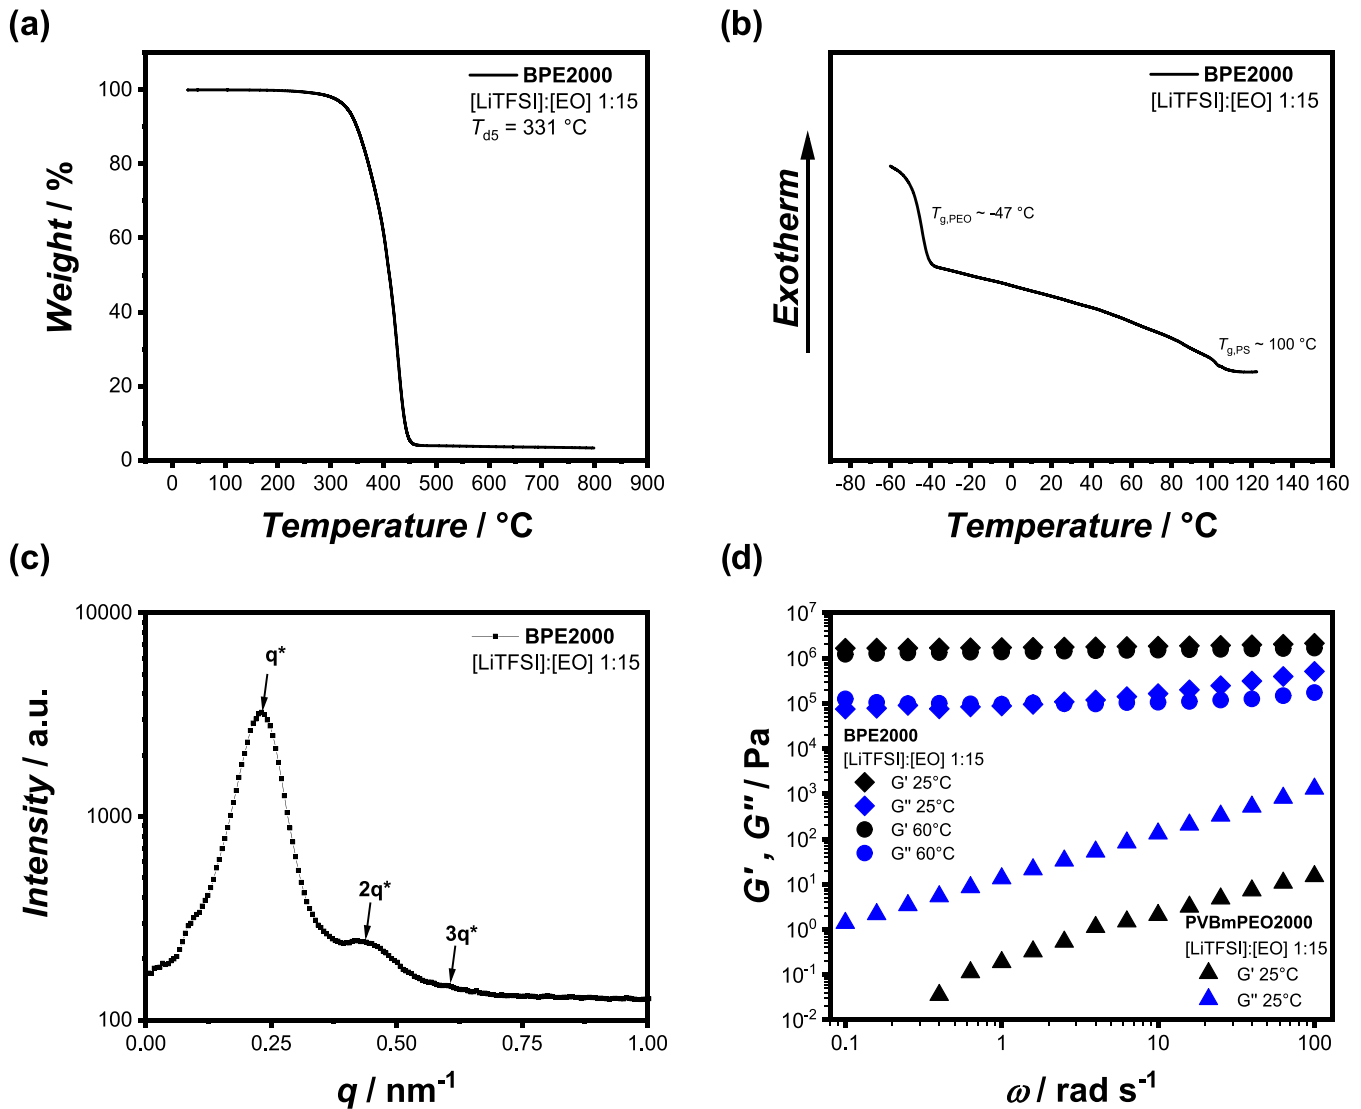 (a)
BPE2000
[LiTFSI]:[EO] 1:15
Td5 = 331 °C
Weight / %
100
80
60
40
20
0
0 100 200 300 400 500 600 700 800 900
Temperature / °C
(b)
BPE2000
[LiTFSI]:[EO] 1:15
Exotherm
Tg,PEO ~ -47 °C
Tg,PS ~ 100 °C
-80 -60 -40 -20 0 20 40 60 80 100 120 140 160
Temperature / °C
(c)
BPE2000
[LiTFSI]:[EO] 1:15
Intensity / a.u.
10000
1000
100
q*
2q*
3q*
0.00 0.25 0.50 0.75 1.00
q / nm-1
(d)
G' , G'' / Pa
10^7
10^6
10^5
10^4
10^3
10^2
10^1
10^0
10^-1
10^-2
BPE2000
[LiTFSI]:[EO] 1:15
G' 25°C
G'' 25°C
G' 60°C
G'' 60°C
PVBmPEO2000
[LiTFSI]:[EO] 1:15
G' 25°C
G'' 25°C
0.1 1 10 100
ω / rad s-1